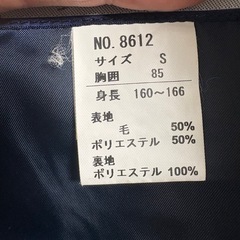 NO. 8612
サイズ S
胸囲 85
身長 160~166
表地
毛 50%
ポリエステル 50%
裏地
ポリエステル 100%